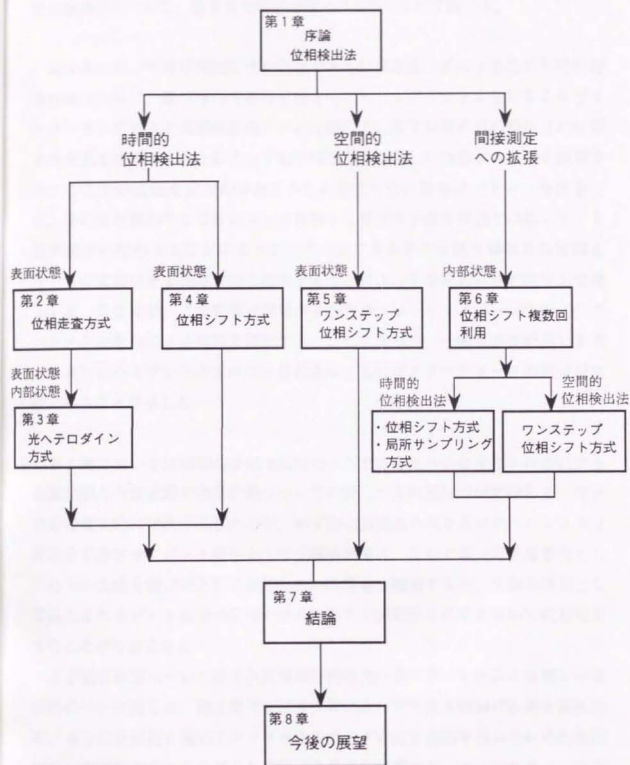 第1章
序論
位相検出法
時間的
位相検出法
空間的
位相検出法
間接測定
への拡張
表面状態
第2章
位相走査方式
表面状態
第4章
位相シフト方式
表面状態
第5章
ワンステップ
位相シフト方式
内部状態
第6章
位相シフト複数回
利用
表面状態
内部状態
第3章
光ヘテロダイン
方式
時間的
位相検出法
・位相シフト方式
・局所サンプリング
方式
空間的
位相検出法
ワンステップ
位相シフト方式
第7章
結論
第8章
今後の展望